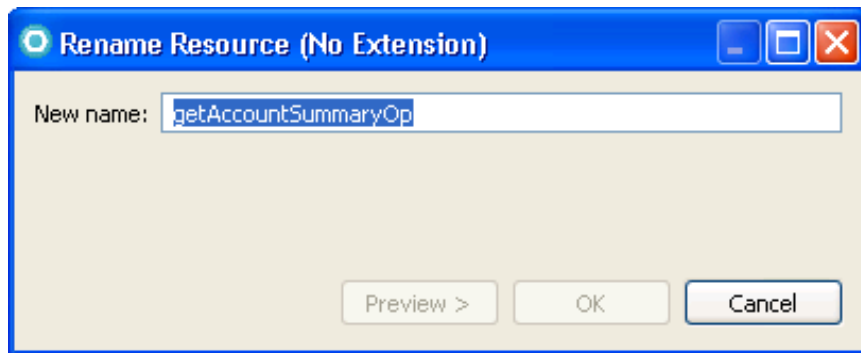 Rename Resource (No Extension)
New name: getAccountSummaryOp
Preview > OK Cancel